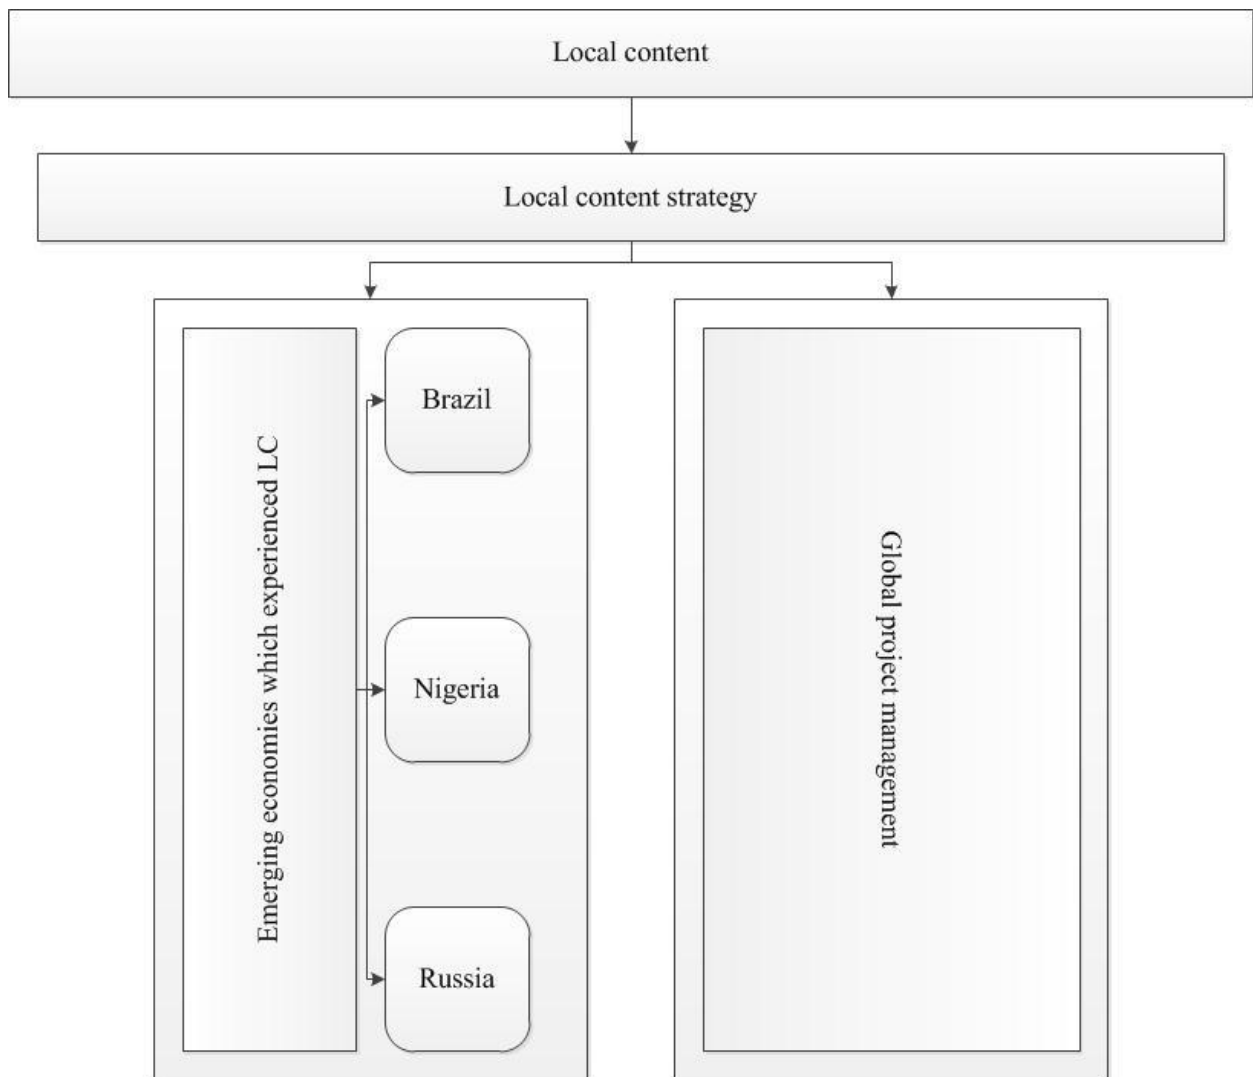 Local content
Local content strategy
Emerging economies which experienced LC
Brazil
Nigeria
Russia
Global project management